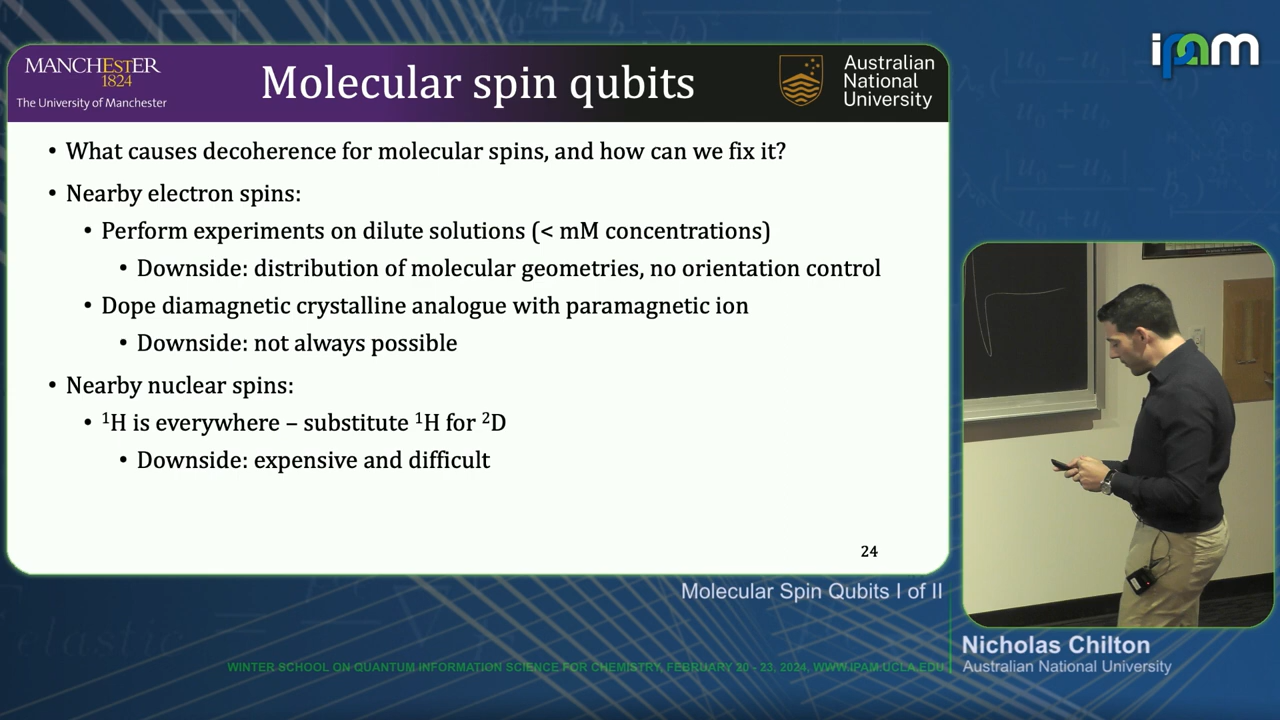 MANCHESTER
1824
The University of Manchester
Molecular spin qubits
Australian
National
University
ipam
• What causes decoherence for molecular spins, and how can we fix it?
• Nearby electron spins:
• Perform experiments on dilute solutions (< mM concentrations)
• Downside: distribution of molecular geometries, no orientation control
• Dope diamagnetic crystalline analogue with paramagnetic ion
• Downside: not always possible
• Nearby nuclear spins:
• ¹H is everywhere – substitute ¹H for ²D
• Downside: expensive and difficult
24
Molecular Spin Qubits I of II
Nicholas Chilton
Australian National University
WINTER SCHOOL ON QUANTUM INFORMATION SCIENCE FOR CHEMISTRY, FEBRUARY 20 - 23, 2024, WWW.IPAM.UCLA.EDU
elastic